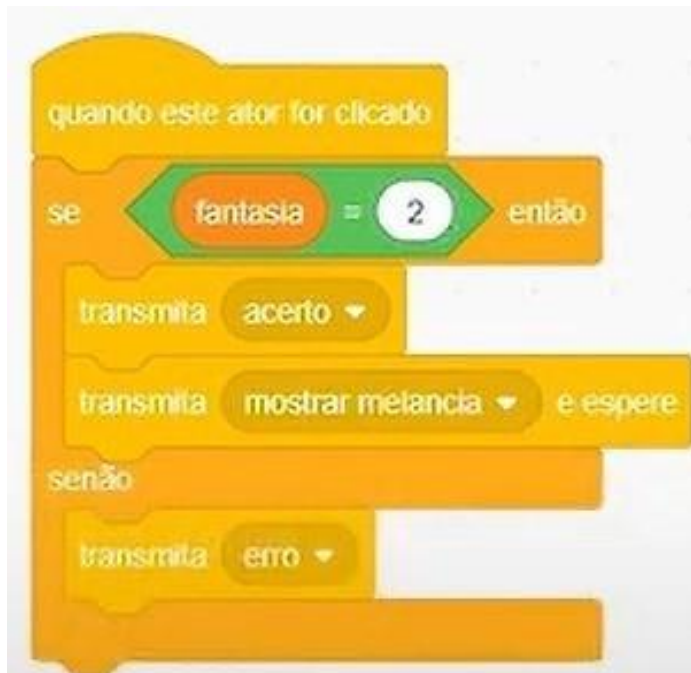 quando este ator for clicado
se fantasia = 2 então
transmita acerto
transmita mostrar melancia e espere
senão
transmita erro